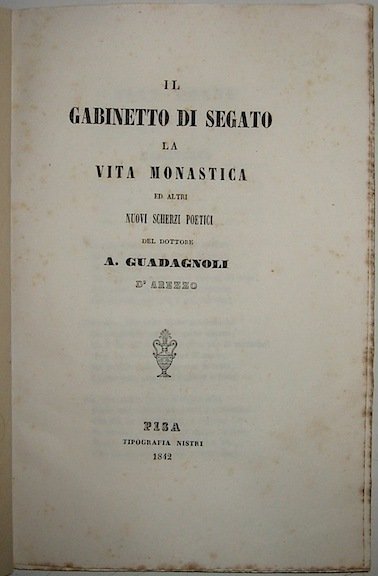 IL
GABINETTO DI SEGATO
LA
VITA MONASTICA
ED ALTRI
NUOVI SCHERZI POETICI
DEL DOTTORE
A. GUADAGNOLI
D' AREZZO
PISA
TIPOGRAFIA NISTRI
1842